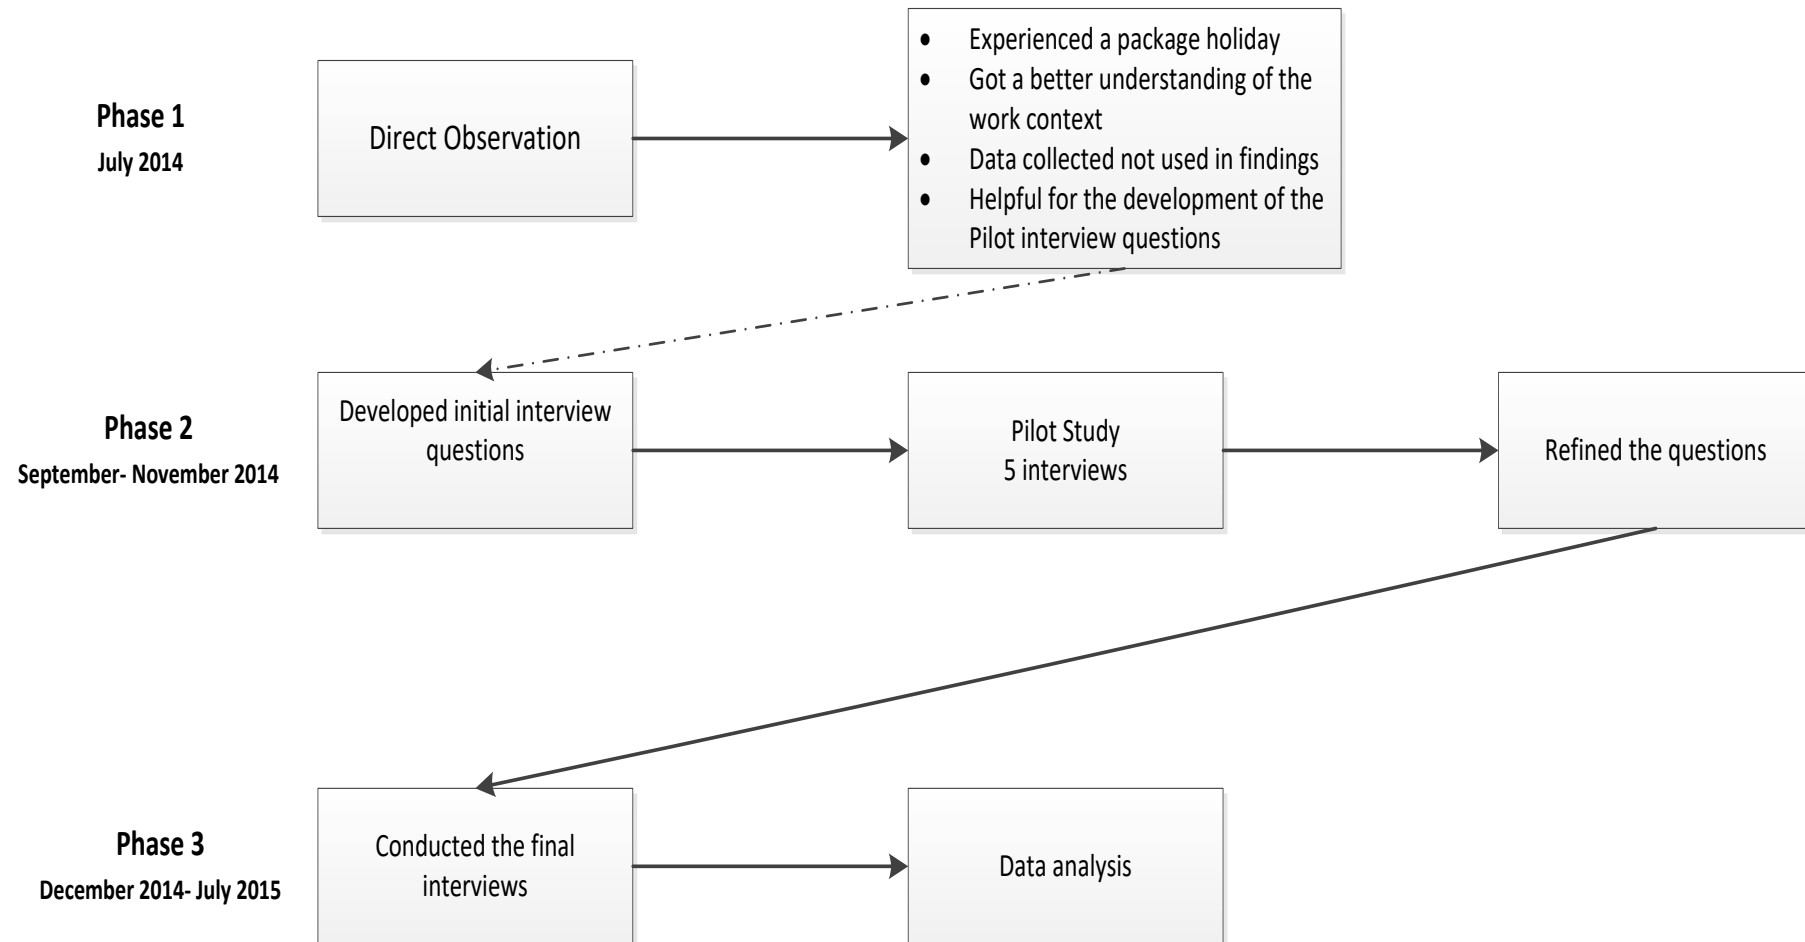 Phase 1
July 2014
Direct Observation
• Experienced a package holiday
• Got a better understanding of the
work context
• Data collected not used in findings
• Helpful for the development of the
Pilot interview questions
Phase 2
September- November 2014
Developed initial interview
questions
Pilot Study
5 interviews
Refined the questions
Phase 3
December 2014- July 2015
Conducted the final
interviews
Data analysis